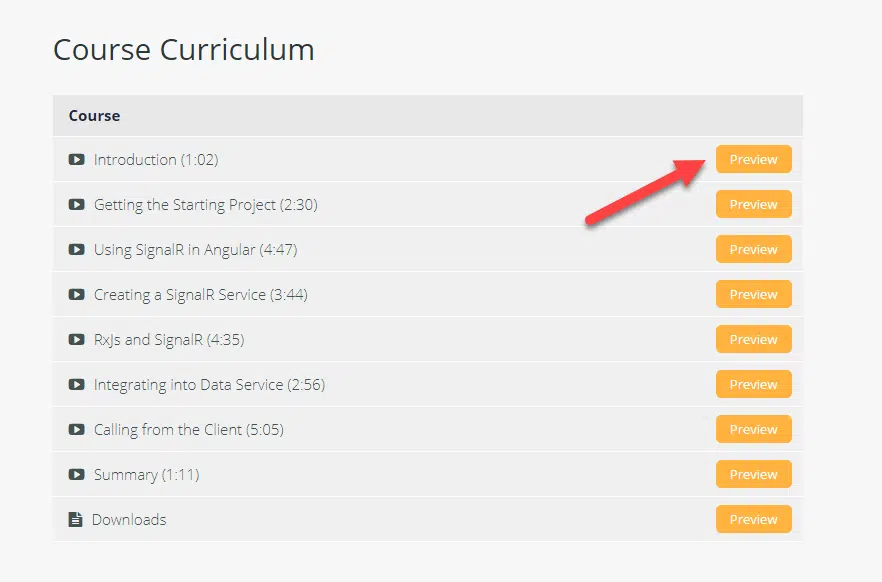 Course Curriculum
Course
Introduction (1:02) Preview
Getting the Starting Project (2:30) Preview
Using SignalR in Angular (4:47) Preview
Creating a SignalR Service (3:44) Preview
RxJs and SignalR (4:35) Preview
Integrating into Data Service (2:56) Preview
Calling from the Client (5:05) Preview
Summary (1:11) Preview
Downloads Preview